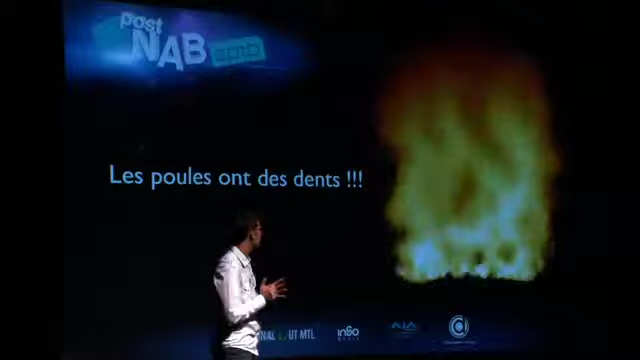 post
NAB
Les poules ont des dents !!!
UT MTL
inso